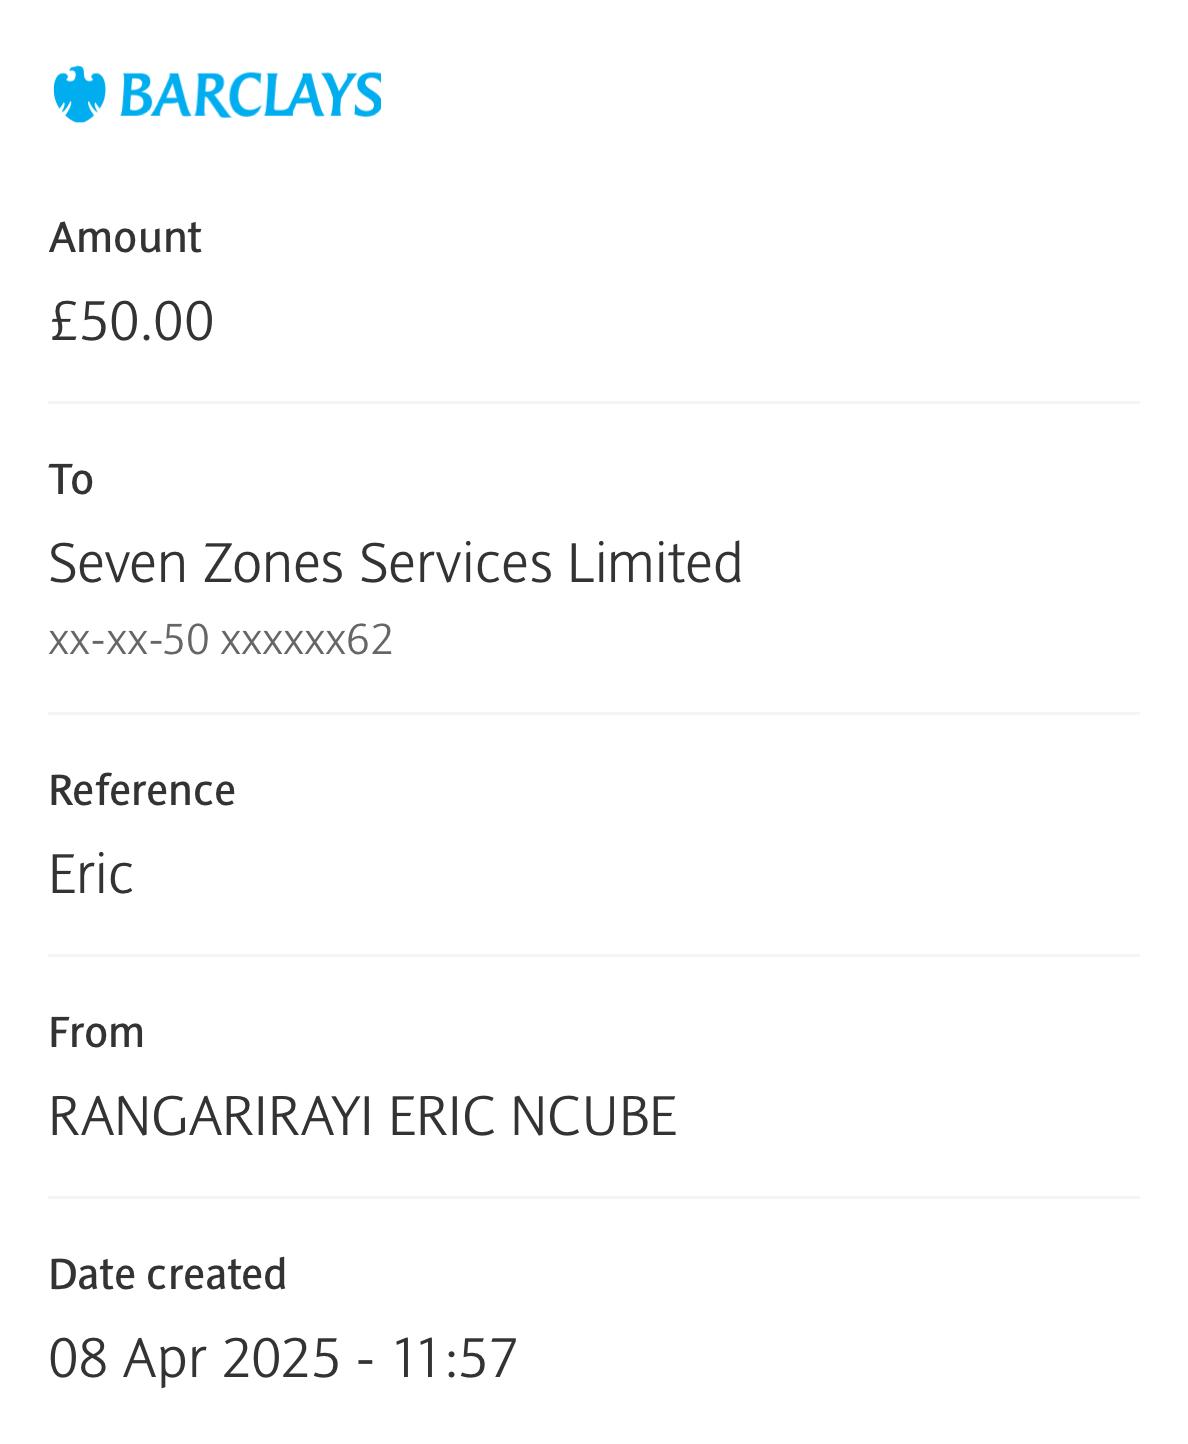 BARCLAYS
Amount
£50.00
To
Seven Zones Services Limited
xx-xx-50 xxxxxx62
Reference
Eric
From
RANGARIRAYI ERIC NCUBE
Date created
08 Apr 2025 - 11:57